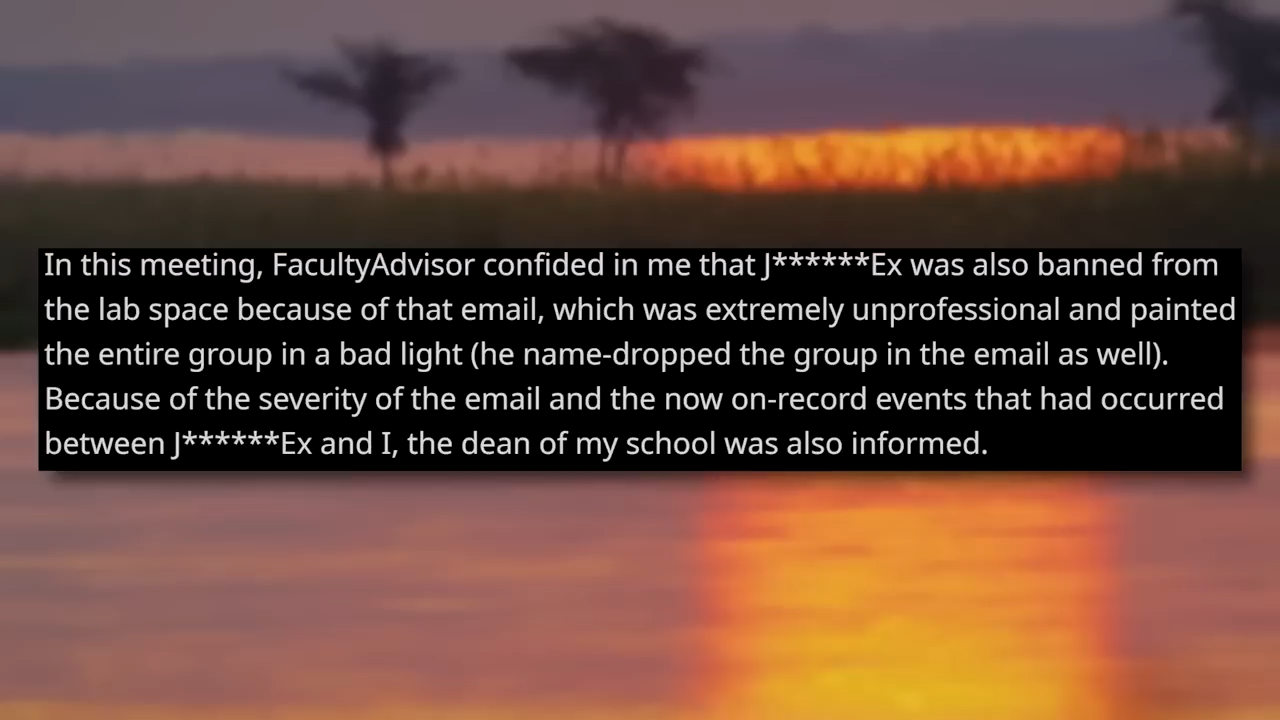 In this meeting, FacultyAdvisor confided in me that J******Ex was also banned from
the lab space because of that email, which was extremely unprofessional and painted
the entire group in a bad light (he name-dropped the group in the email as well).
Because of the severity of the email and the now on-record events that had occurred
between J******Ex and I, the dean of my school was also informed.